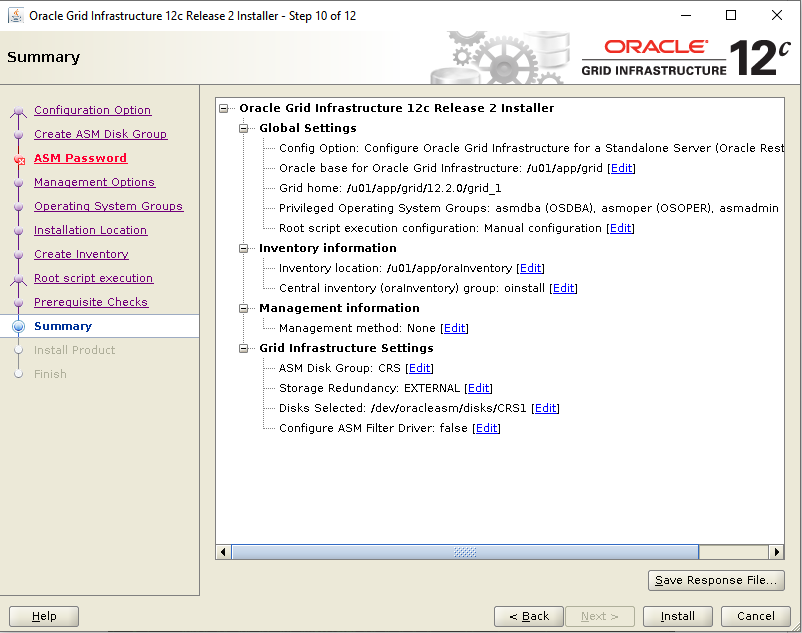 Oracle Grid Infrastructure 12c Release 2 Installer - Step 10 of 12
Summary
ORACLE®
GRID INFRASTRUCTURE 12c
Configuration Option
Create ASM Disk Group
ASM Password
Management Options
Operating System Groups
Installation Location
Create Inventory
Root script execution
Prerequisite Checks
Summary
Install Product
Finish
Oracle Grid Infrastructure 12c Release 2 Installer
Global Settings
Config Option: Configure Oracle Grid Infrastructure for a Standalone Server (Oracle Rest
Oracle base for Oracle Grid Infrastructure: /u01/app/grid [Edit]
Grid home: /u01/app/grid/12.2.0/grid_1
Privileged Operating System Groups: asmdba (OSDBA), asmoper (OSOPER), asmadmin
Root script execution configuration: Manual configuration [Edit]
Inventory information
Inventory location: /u01/app/oraInventory [Edit]
Central inventory (oraInventory) group: oinstall [Edit]
Management information
Management method: None [Edit]
Grid Infrastructure Settings
ASM Disk Group: CRS [Edit]
Storage Redundancy: EXTERNAL [Edit]
Disks Selected: /dev/oracleasm/disks/CRS1 [Edit]
Configure ASM Filter Driver: false [Edit]
Save Response File...
Help
< Back
Next >
Install
Cancel